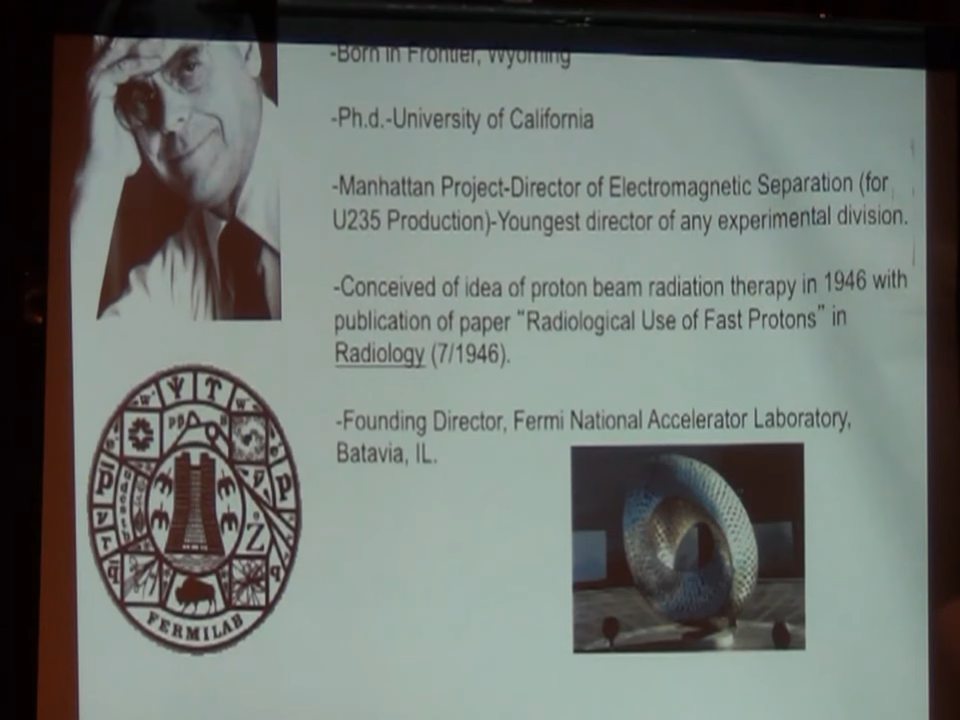 -Born in Frontier, Wyoming
-Ph.d.-University of California
-Manhattan Project-Director of Electromagnetic Separation (for
U235 Production)-Youngest director of any experimental division.
-Conceived of idea of proton beam radiation therapy in 1946 with
publication of paper “Radiological Use of Fast Protons” in
Radiology (7/1946).
-Founding Director, Fermi National Accelerator Laboratory,
Batavia, IL.
FERMILAB